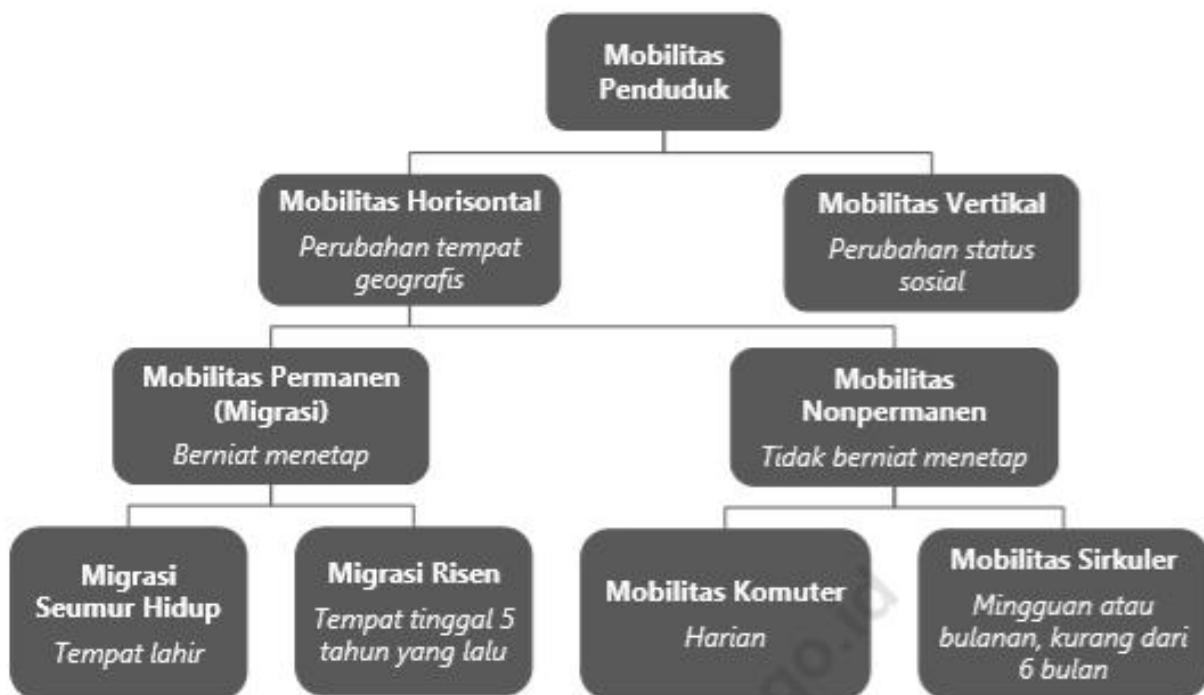 Mobilitas
Penduduk
Mobilitas Horisontal
Perubahan tempat
geografis
Mobilitas Vertikal
Perubahan status
sosial
Mobilitas Permanen
(Migrasi)
Berniat menetap
Mobilitas
Nonpermanen
Tidak berniat menetap
Migrasi
Seumur Hidup
Tempat lahir
Migrasi Risen
Tempat tinggal 5
tahun yang lalu
Mobilitas Komuter
Harian
Mobilitas Sirkuler
Mingguan atau
bulanan, kurang dari
6 bulan
go.id